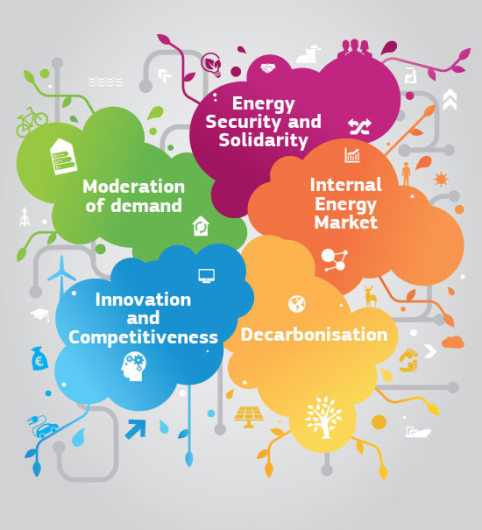 Energy
Security and
Solidarity
Moderation
of demand
Internal
Energy
Market
Innovation
and
Competitiveness
Decarbonisation
€